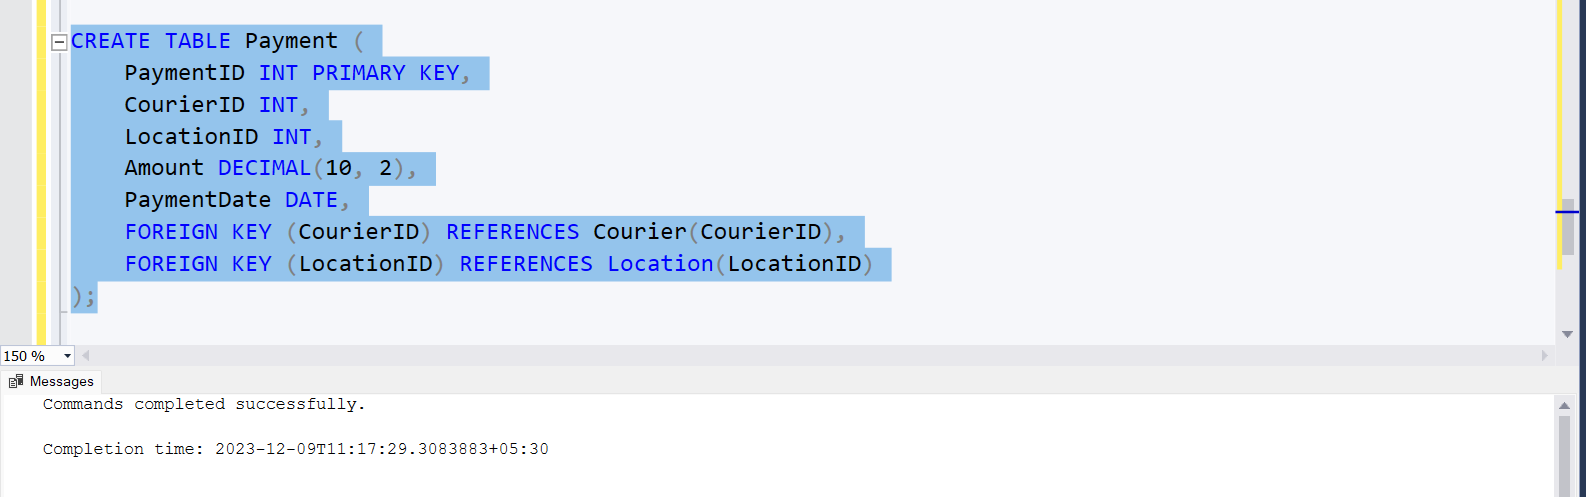 CREATE TABLE Payment (
    PaymentID INT PRIMARY KEY,
    CourierID INT,
    LocationID INT,
    Amount DECIMAL(10, 2),
    PaymentDate DATE,
    FOREIGN KEY (CourierID) REFERENCES Courier(CourierID),
    FOREIGN KEY (LocationID) REFERENCES Location(LocationID)
);
150 %
Messages
Commands completed successfully.
Completion time: 2023-12-09T11:17:29.3083883+05:30